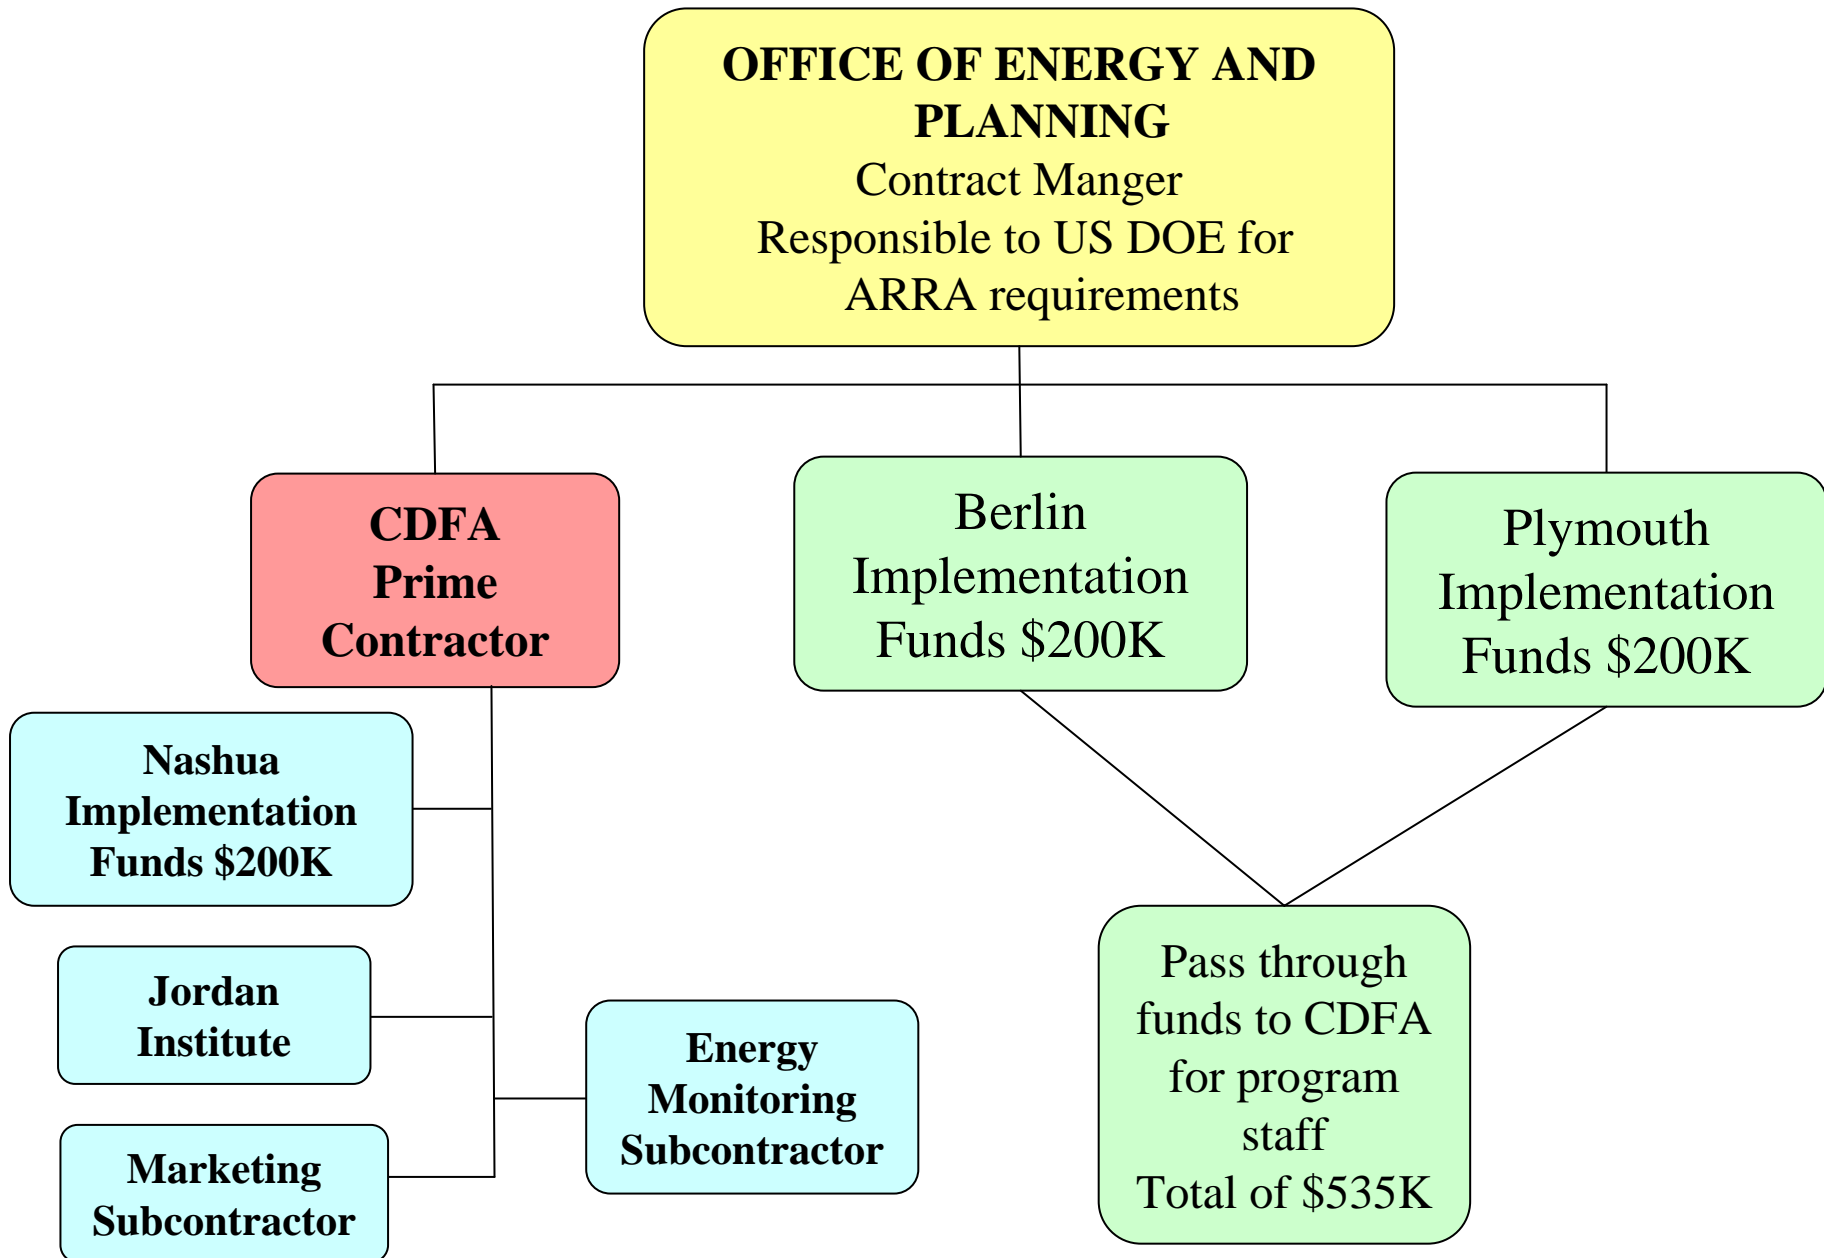 OFFICE OF ENERGY AND
PLANNING
Contract Manger
Responsible to US DOE for
ARRA requirements
CDFA
Prime
Contractor
Berlin
Implementation
Funds $200K
Plymouth
Implementation
Funds $200K
Nashua
Implementation
Funds $200K
Jordan
Institute
Marketing
Subcontractor
Energy
Monitoring
Subcontractor
Pass through
funds to CDFA
for program
staff
Total of $535K